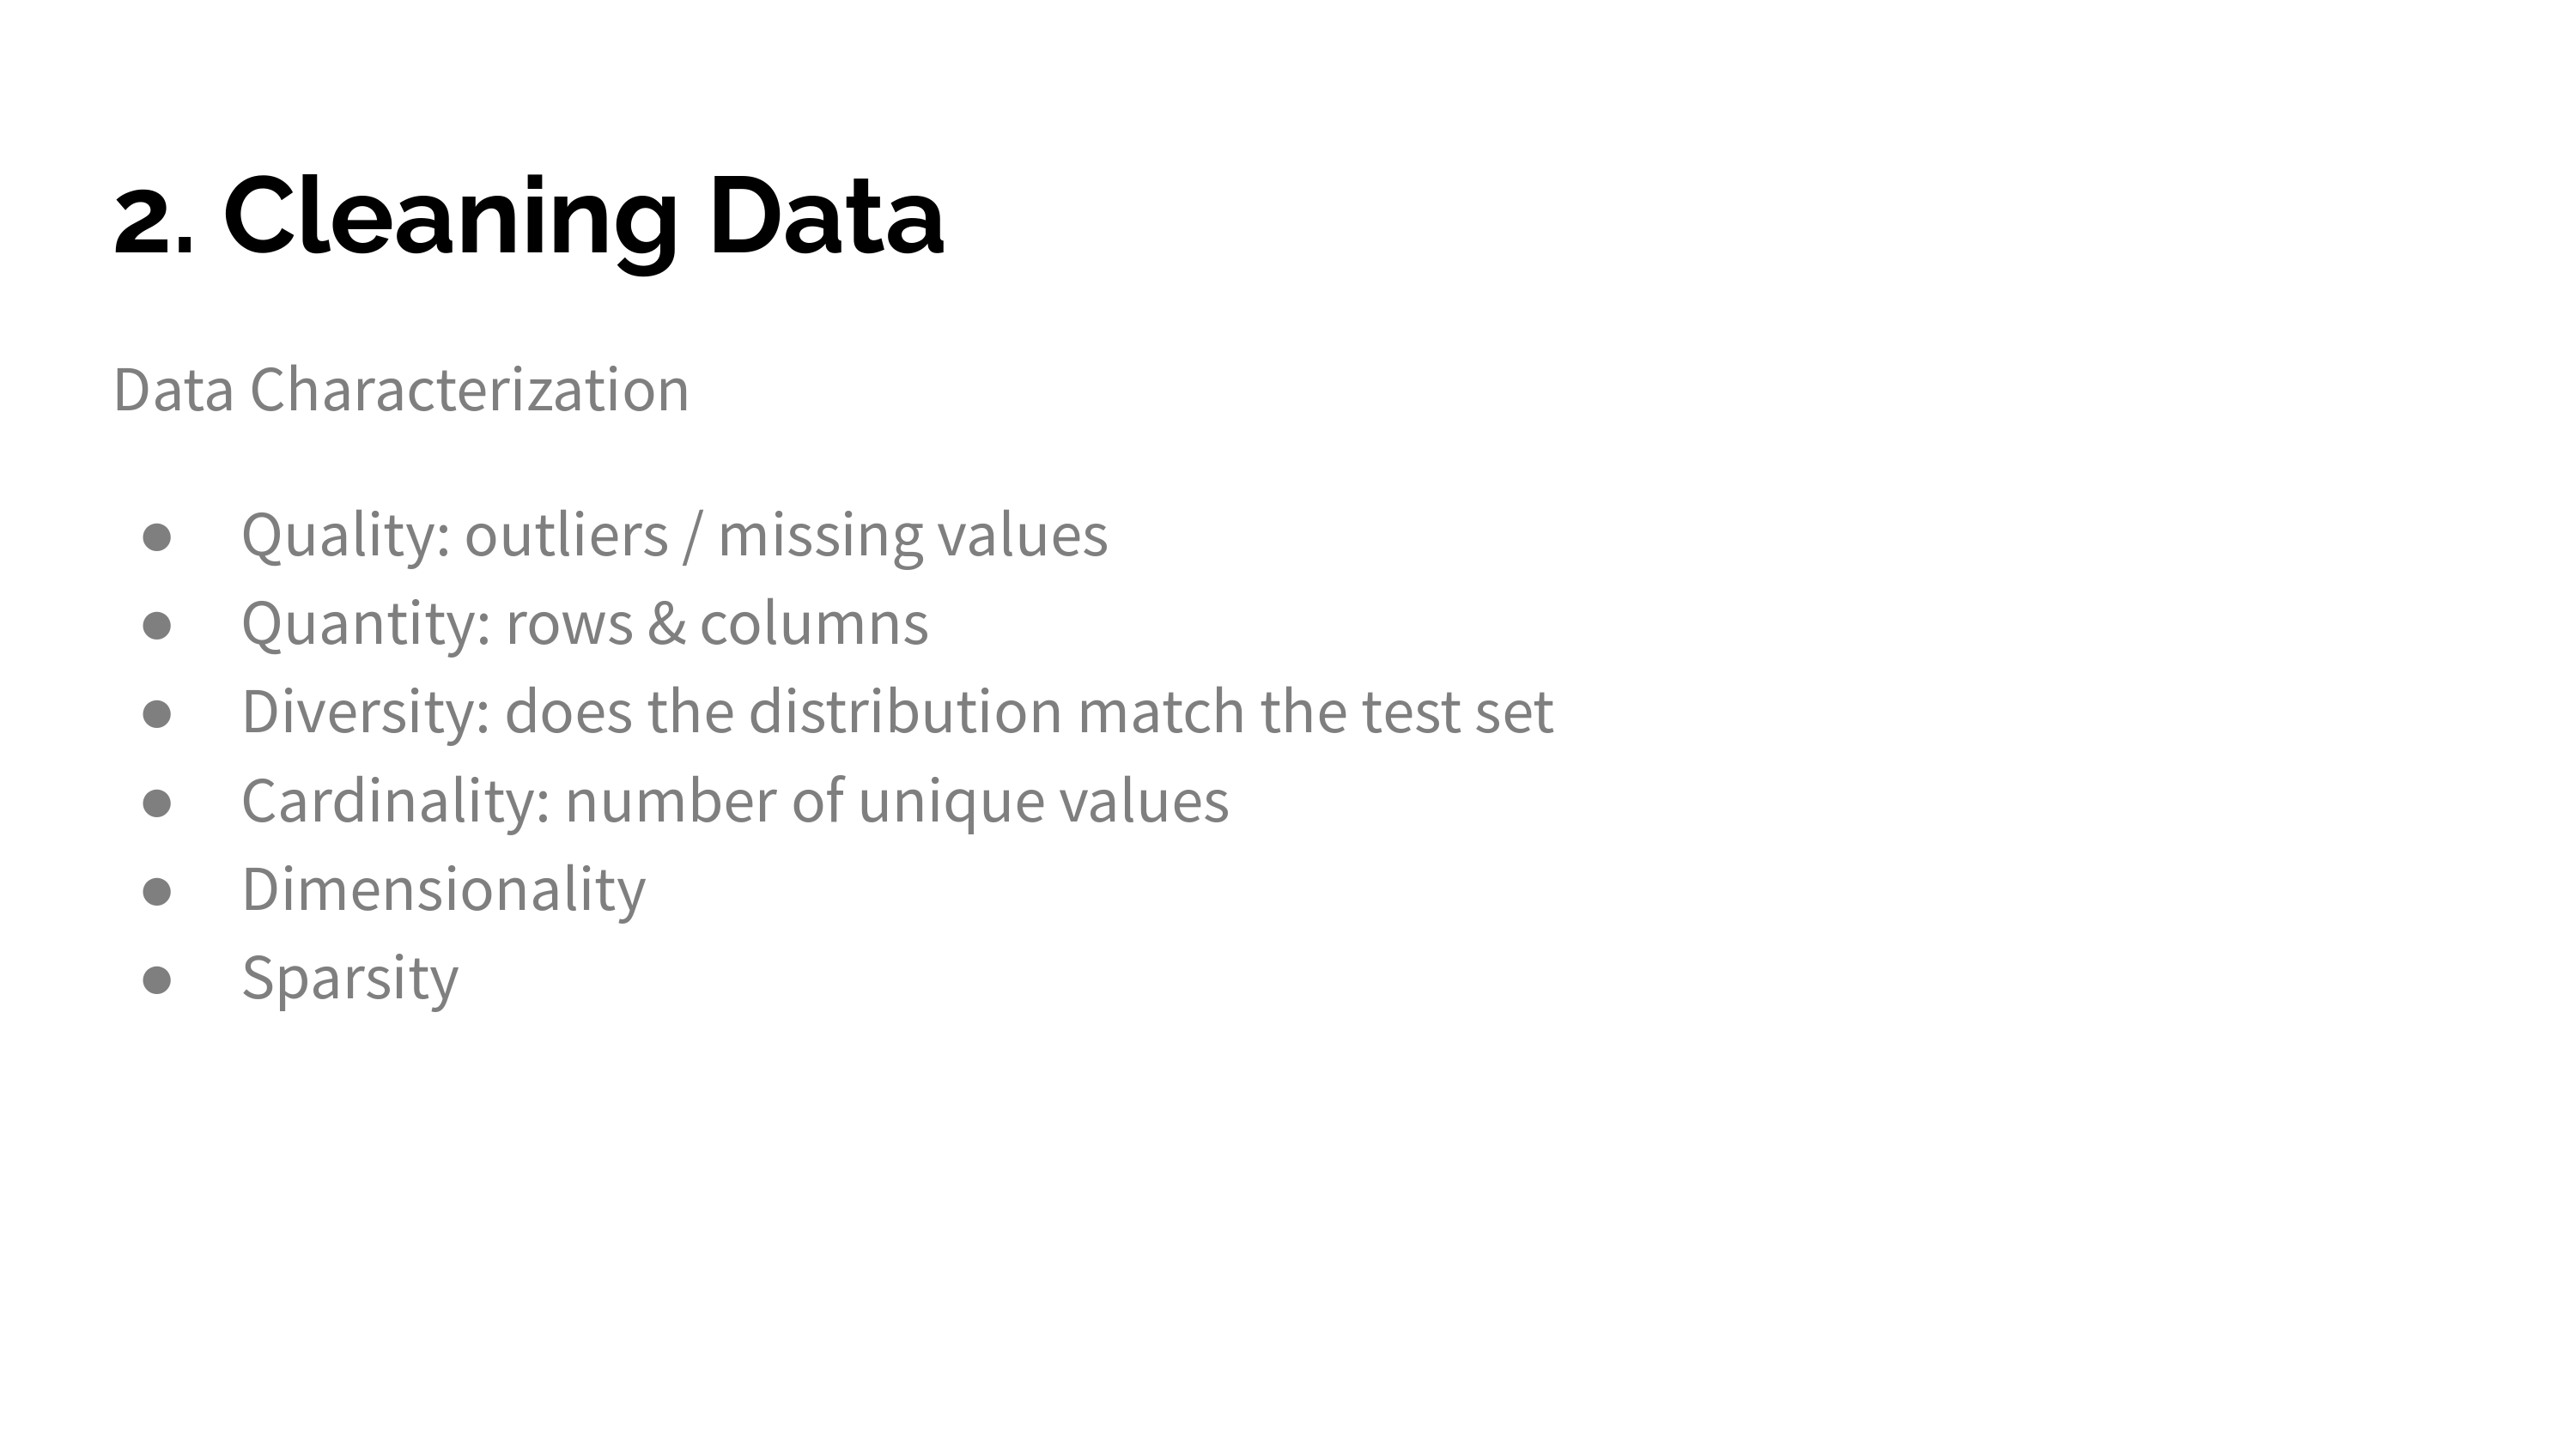 2. Cleaning Data
Data Characterization
● Quality: outliers / missing values
● Quantity: rows & columns
● Diversity: does the distribution match the test set
● Cardinality: number of unique values
● Dimensionality
● Sparsity